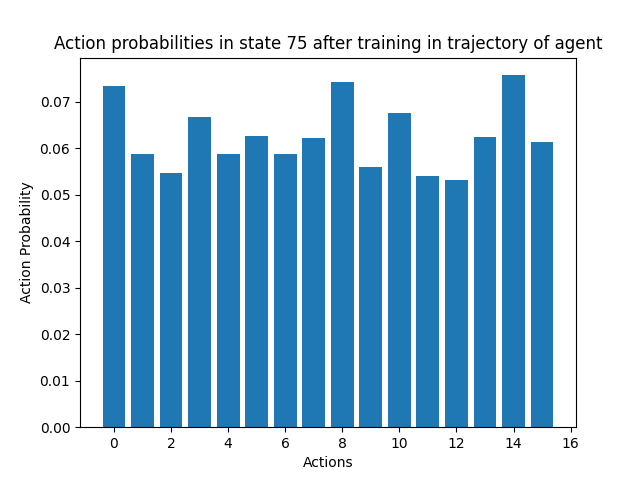 Action probabilities in state 75 after training in trajectory of agent
Action Probability
0.07
0.06
0.05
0.04
0.03
0.02
0.01
0.00
0 2 4 6 8 10 12 14 16
Actions